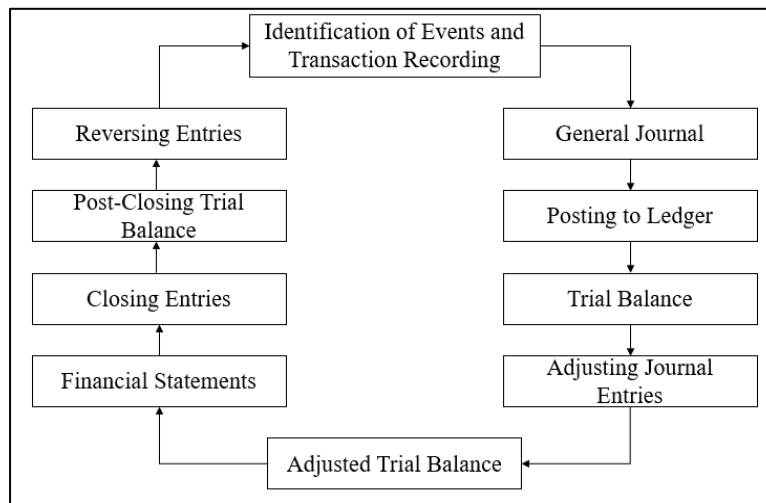 Identification of Events and
Transaction Recording
General Journal
Posting to Ledger
Trial Balance
Adjusting Journal
Entries
Adjusted Trial Balance
Financial Statements
Closing Entries
Post-Closing Trial
Balance
Reversing Entries